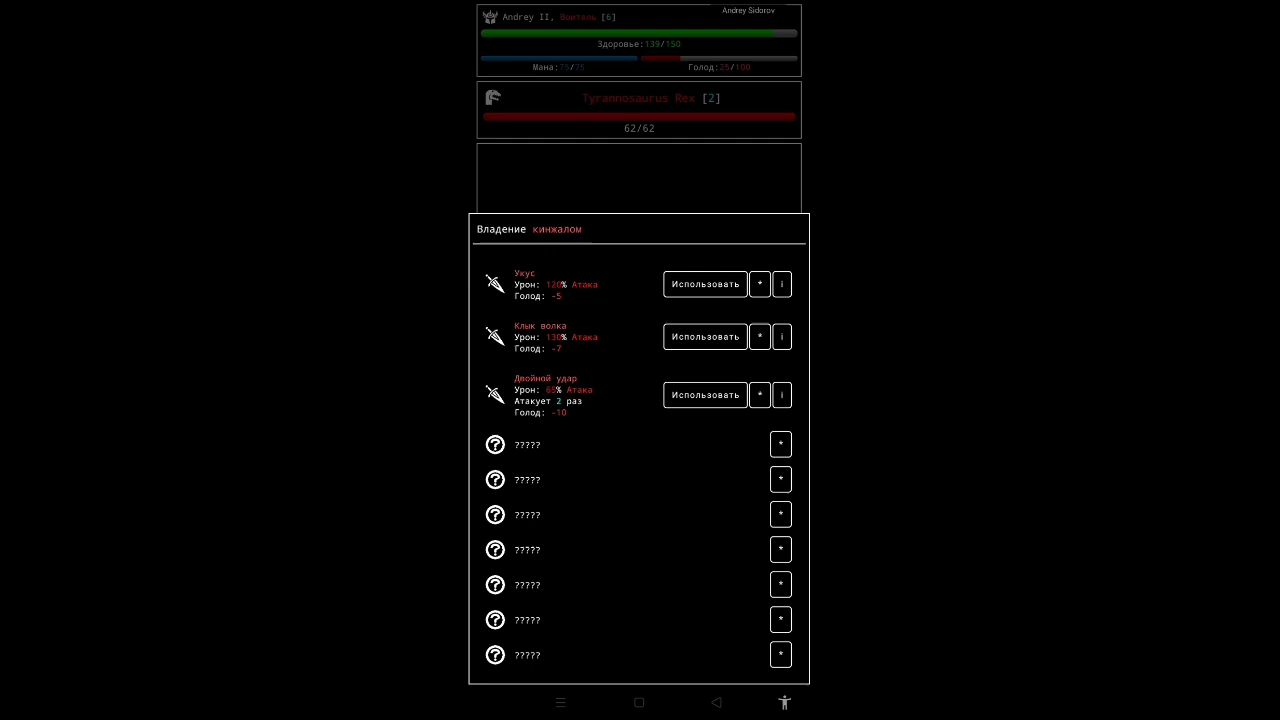 Andrey Sidorov
Andrey II, Воитель [6]
Здоровье:139/150
Мана:75/75 Голод:25/100
Tyrannosaurus Rex [2]
62/62
Владение кинжалом
Укус
Урон: 120% Атака
Голод: -5
Использовать * i
Клык волка
Урон: 130% Атака
Голод: -7
Использовать * i
Двойной удар
Урон: 65% Атака
Атакует 2 раз
Голод: -10
Использовать * i
????? *
????? *
????? *
????? *
????? *
????? *
????? *